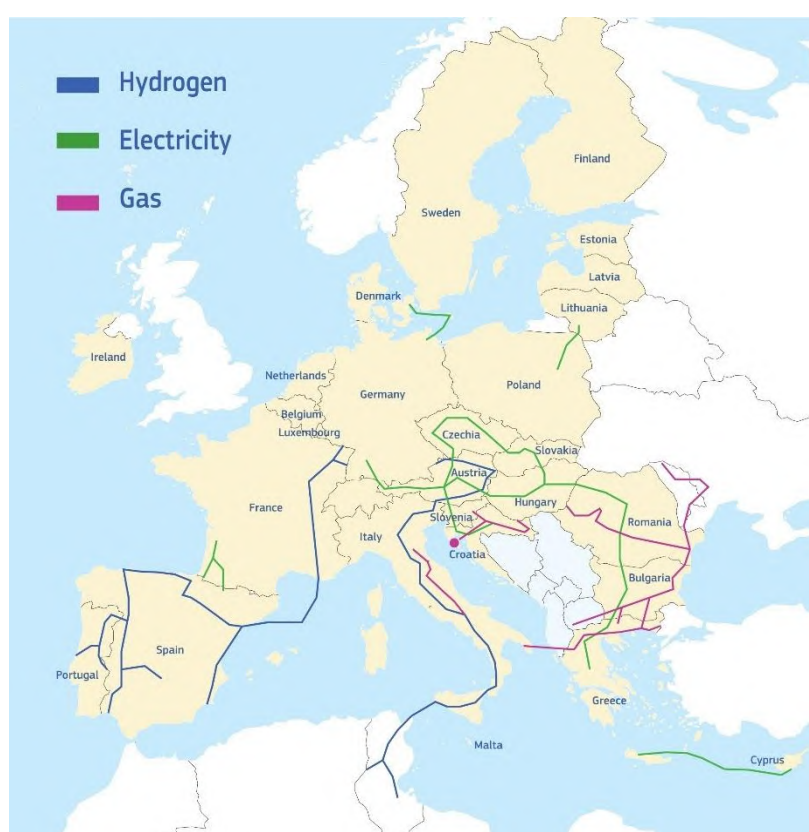 Hydrogen
Electricity
Gas
Finland
Sweden
Estonia
Latvia
Denmark
Lithuania
Ireland
Netherlands
Poland
Germany
Belgium
Luxembourg
Czechia
Slovakia
Austria
Hungary
France
Slovenia
Romania
Italy
Croatia
Bulgaria
Spain
Portugal
Greece
Malta
Cyprus